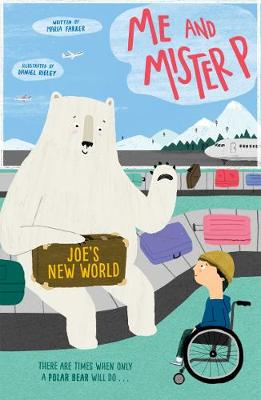 WRITTEN BY
MARIA FARRER
ILLUSTRATED BY
DANIEL RIELEY
ME AND
MISTER P
JOE'S
NEW WORLD
THERE ARE TIMES WHEN ONLY
A POLAR BEAR WILL DO...